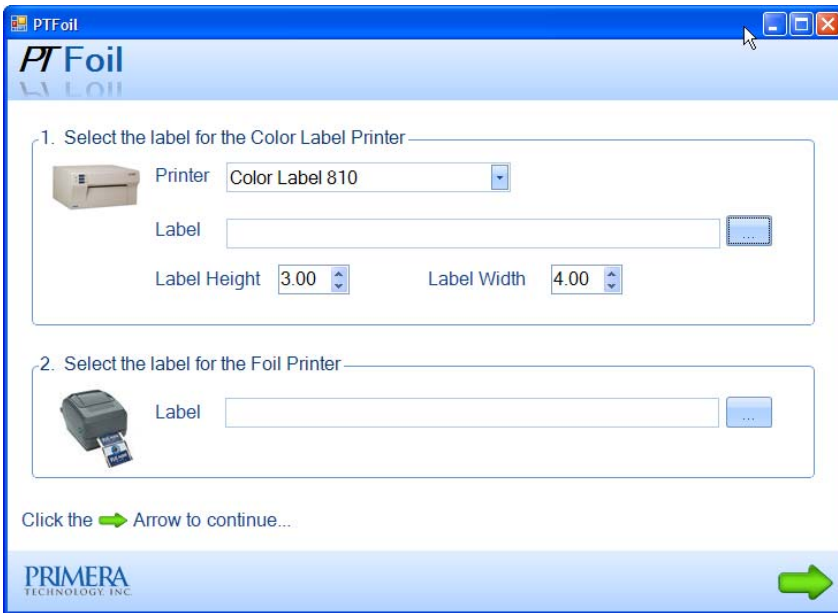 PTFoil
PT Foil
1. Select the label for the Color Label Printer
Printer Color Label 810
Label ...
Label Height 3.00 Label Width 4.00
2. Select the label for the Foil Printer
Label ...
Click the Arrow to continue...
PRIMERA
TECHNOLOGY, INC.